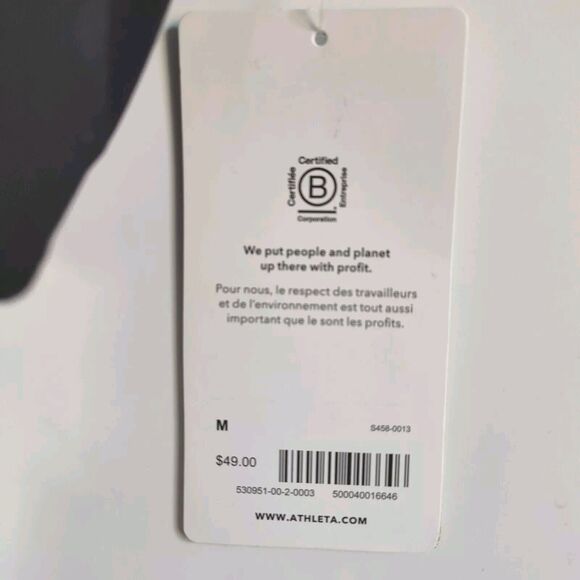 Certified
Certifiée
B
Entreprise
Corporation
We put people and planet
up there with profit.
Pour nous, le respect des travailleurs
et de l'environnement est tout aussi
important que le sont les profits.
M
S458-0013
$49.00
530951-00-2-0003 500040016646
WWW.ATHLETA.COM